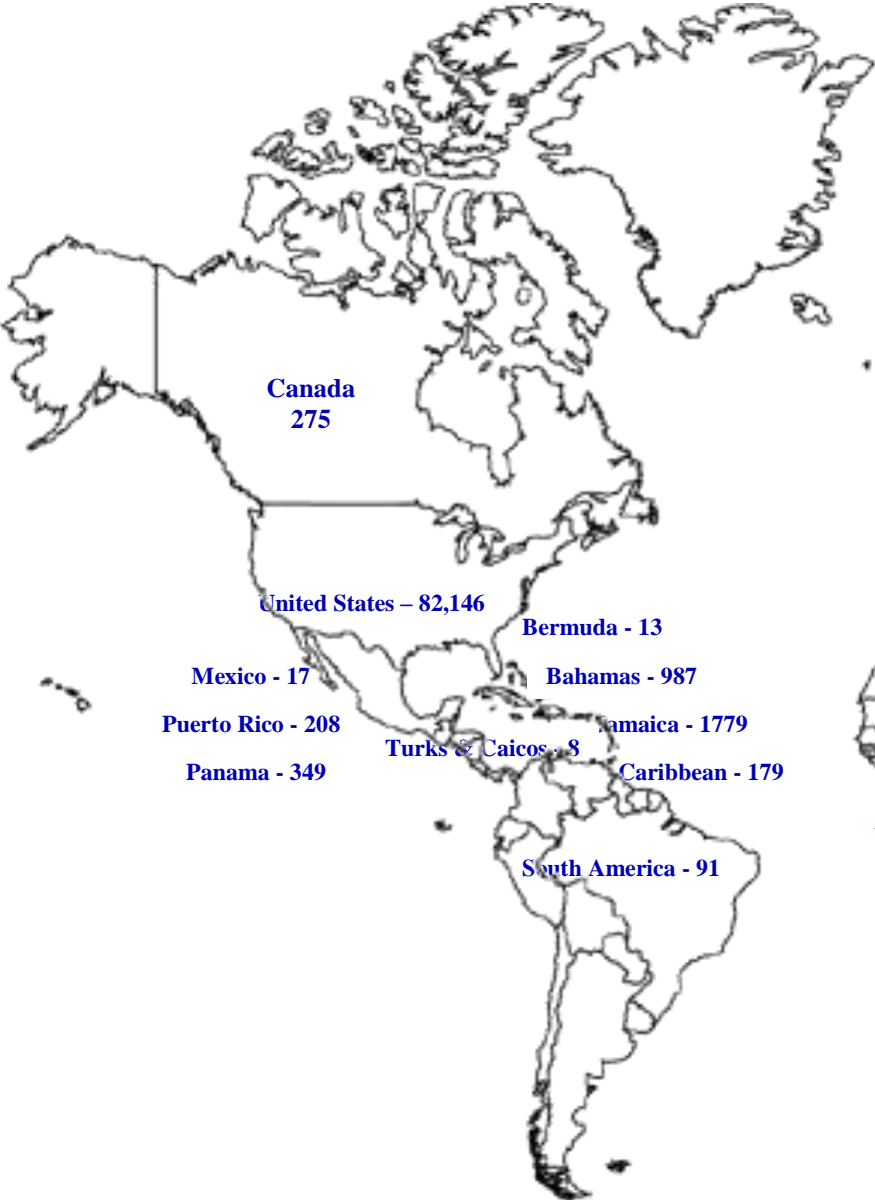 Canada
275
United States – 82,146
Bermuda - 13
Mexico - 17
Bahamas - 987
Puerto Rico - 208
Jamaica - 1779
Turks & Caicos - 8
Panama - 349
Caribbean - 179
South America - 91